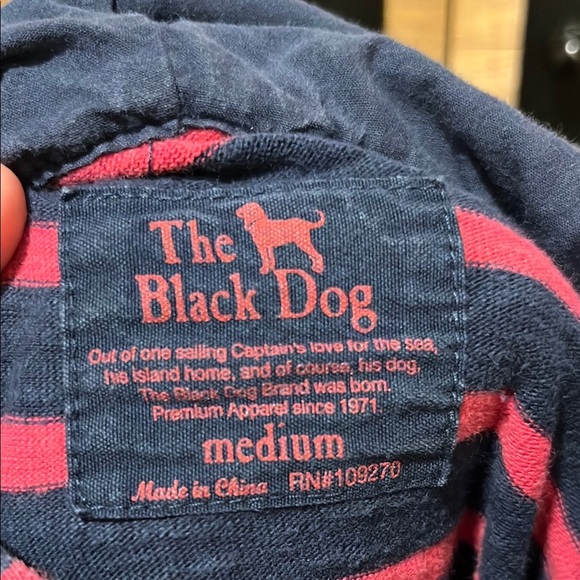 The
Black Dog
Out of one sailing Captain's love for the sea,
his island home, and of course, his dog,
The Black Dog Brand was born.
Premium Apparel since 1971.
medium
Made in China RN#109270